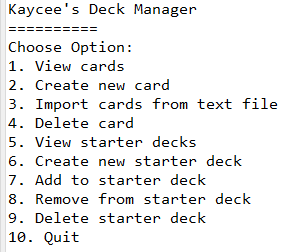 Kaycee's Deck Manager
==========
Choose Option:
1. View cards
2. Create new card
3. Import cards from text file
4. Delete card
5. View starter decks
6. Create new starter deck
7. Add to starter deck
8. Remove from starter deck
9. Delete starter deck
10. Quit